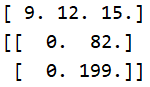 [ 9. 12. 15.]
[[  0.  82.]
 [  0. 199.]]